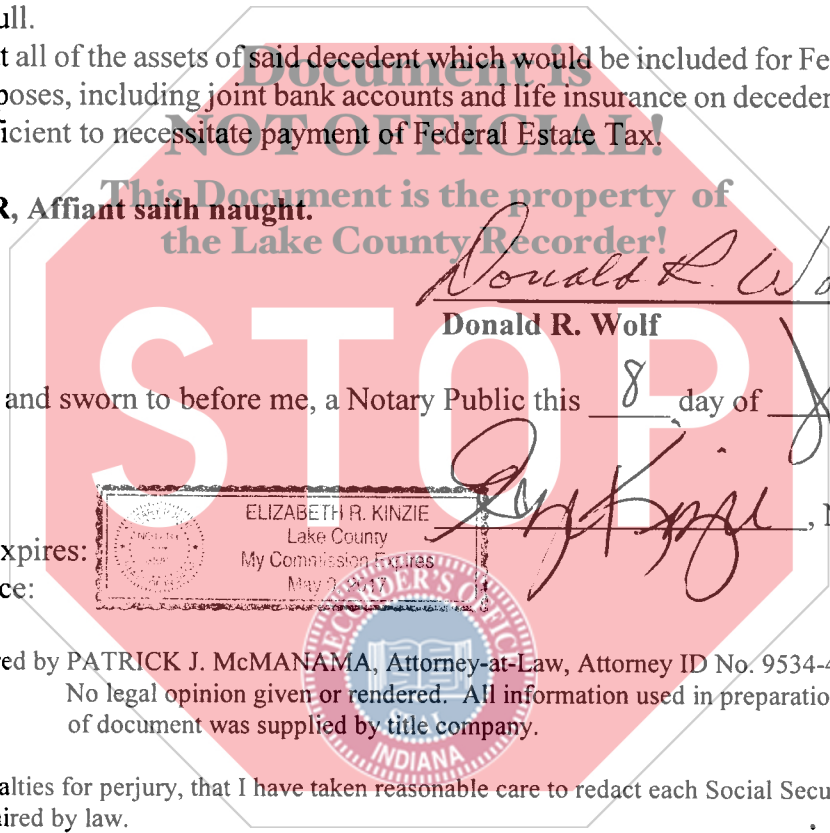 ull.
t all of the assets of said decedent which would be included for Fe
poses, including joint bank accounts and life insurance on deceden
ficient to necessitate payment of Federal Estate Tax.
Document is
NOT OFFICIAL!
This Document is the property of
the Lake County Recorder!
R, Affiant saith naught.
Donald R. Wo
Donald R. Wolf
STOP
and sworn to before me, a Notary Public this 8 day of
ELIZABETH R. KINZIE
Lake County
My Commission Expires
May 2017
, N
xpires:
ce:
RECORDER'S OFFICE
SEAL
INDIANA
red by PATRICK J. McMANAMA, Attorney-at-Law, Attorney ID No. 9534-4
No legal opinion given or rendered. All information used in preparatio
of document was supplied by title company.
alties for perjury, that I have taken reasonable care to redact each Social Secu
ired by law.